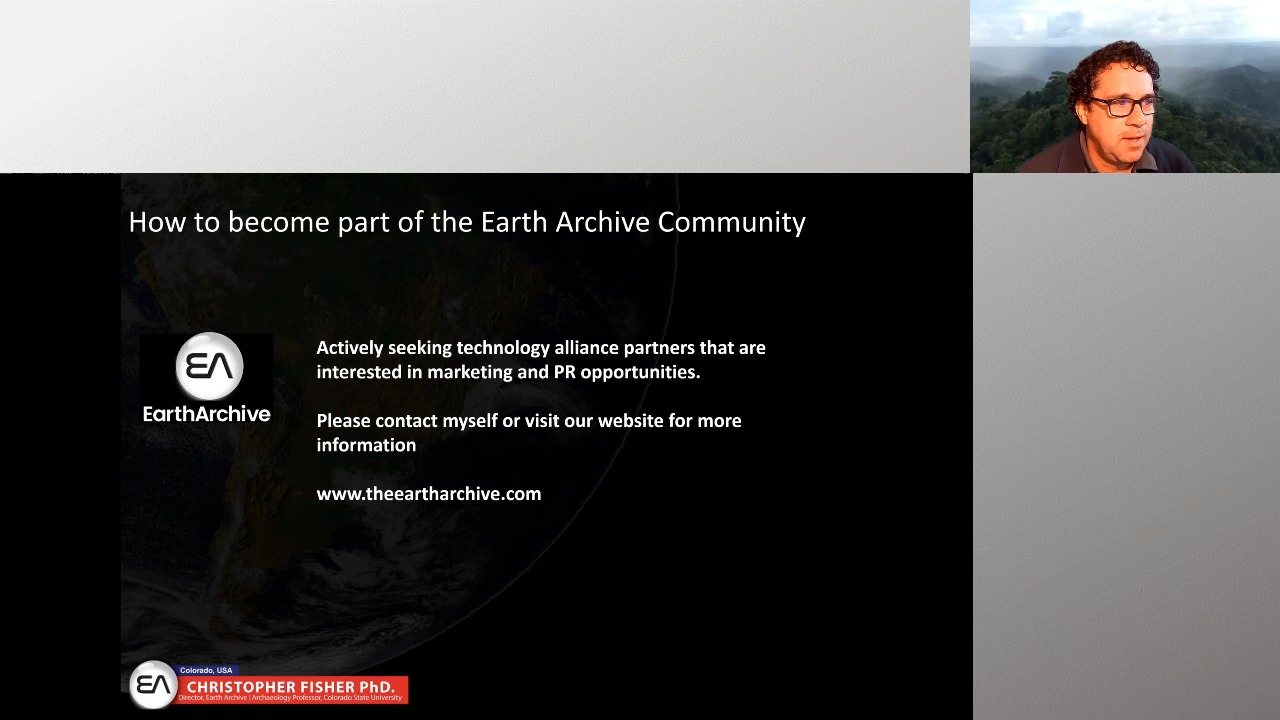 How to become part of the Earth Archive Community
EA
EarthArchive
Actively seeking technology alliance partners that are
interested in marketing and PR opportunities.
Please contact myself or visit our website for more
information
www.theeartharchive.com
EA
Colorado, USA
CHRISTOPHER FISHER PhD.
Director, Earth Archive | Archaeology Professor, Colorado State University